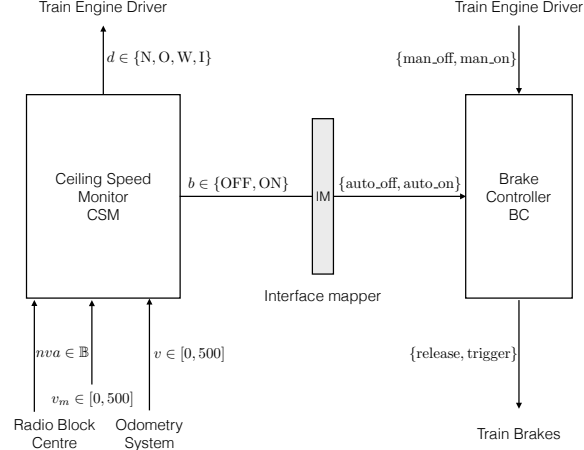 Train Engine Driver
Train Engine Driver
d ∈ {N, O, W, I}
{man_off, man_on}
Ceiling Speed
Monitor
CSM
b ∈ {OFF, ON}
IM
{auto_off, auto_on}
Brake
Controller
BC
Interface mapper
nva ∈ 𝔹
v ∈ [0, 500]
{release, trigger}
v_m ∈ [0, 500]
Radio Block
Centre
Odometry
System
Train Brakes